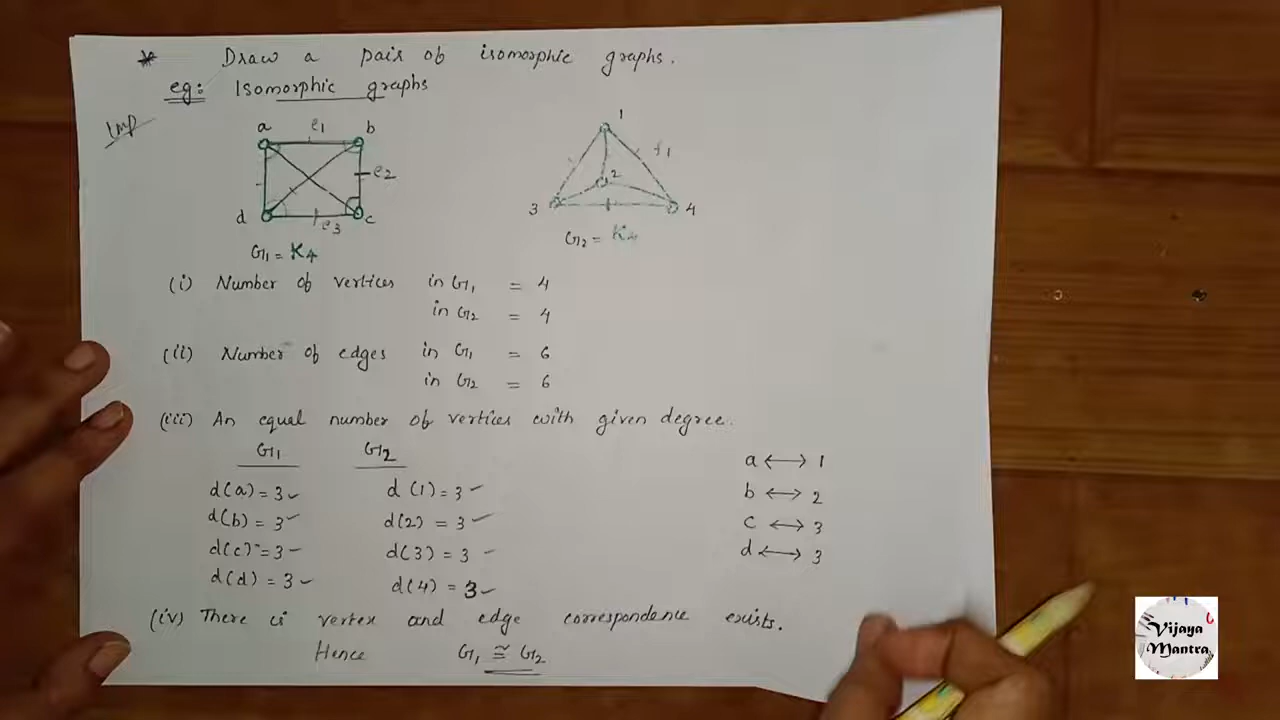 * Draw a pair of isomorphic graphs.
eg: Isomorphic graphs
Imp
a e1 b
e2
d e3 c
G1 = K4
1
f1
2
3 4
G2 = K4
(i) Number of vertices in G1 = 4
in G2 = 4
(ii) Number of edges in G1 = 6
in G2 = 6
(iii) An equal number of vertices with given degree.
G1 G2
d(a) = 3 ✓ d(1) = 3 ✓
d(b) = 3 ✓ d(2) = 3 ✓
d(c) = 3 ✓ d(3) = 3 ✓
d(d) = 3 ✓ d(4) = 3 ✓
a ↔ 1
b ↔ 2
c ↔ 3
d ↔ 3
(iv) There is vertex and edge correspondence exists.
Hence G1 ≅ G2
Vijaya
Mantra